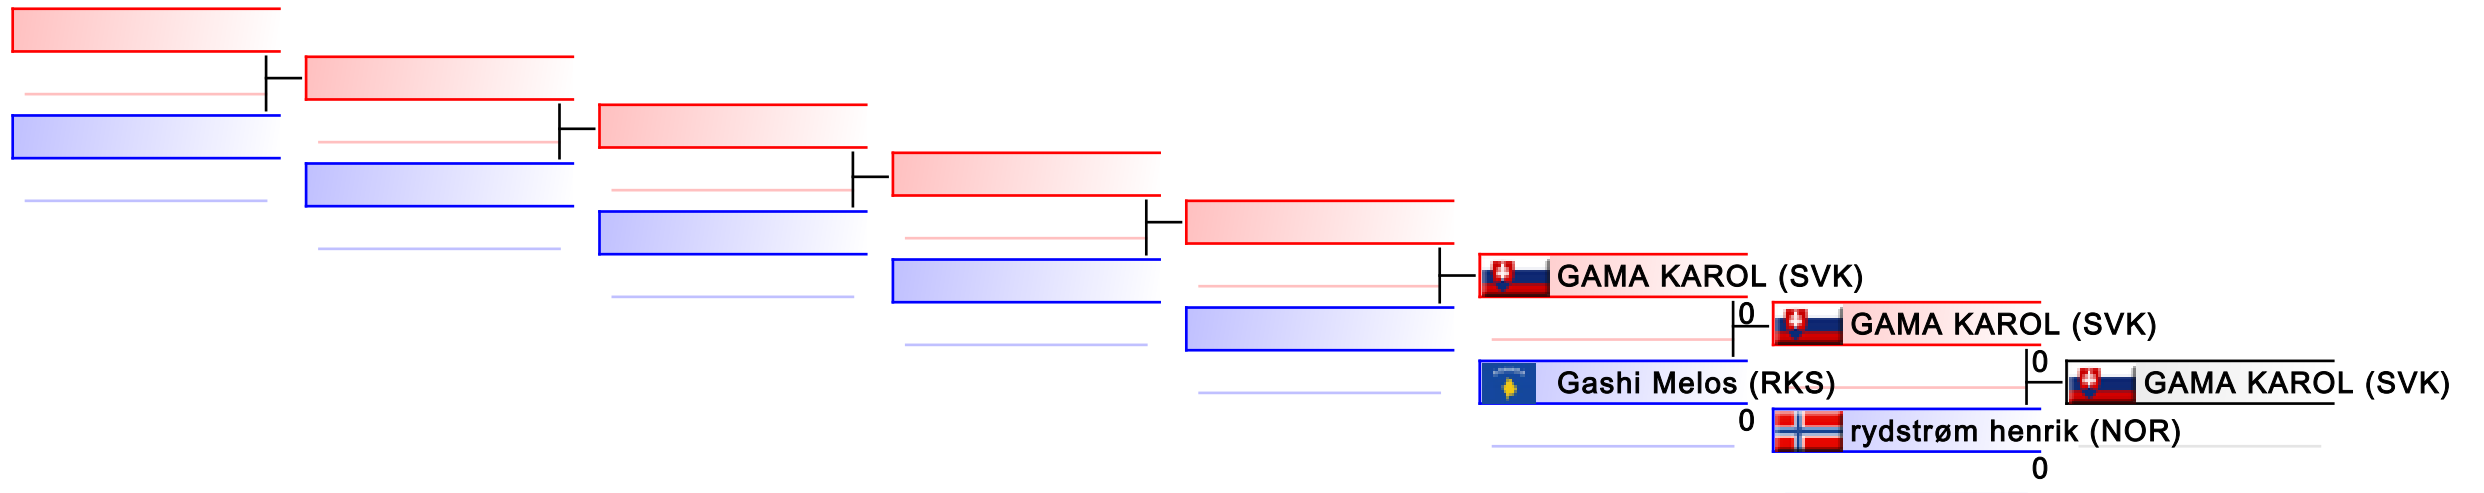 GAMA KAROL (SVK)
0
GAMA KAROL (SVK)
0
Gashi Melos (RKS)
GAMA KAROL (SVK)
0
rydstrøm henrik (NOR)
0